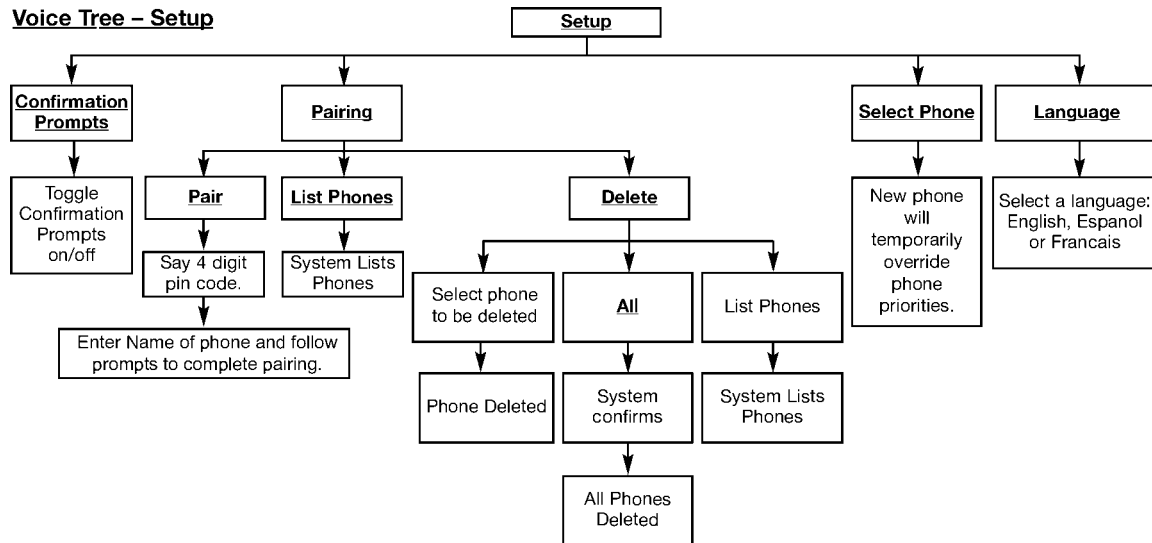 Voice Tree – Setup
Setup
Confirmation
Prompts
Pairing
Select Phone
Language
Toggle
Confirmation
Prompts
on/off
Pair
List Phones
Delete
New phone
will
temporarily
override
phone
priorities.
Select a language:
English, Espanol
or Francais
Say 4 digit
pin code.
System Lists
Phones
Select phone
to be deleted
All
List Phones
Enter Name of phone and follow
prompts to complete pairing.
Phone Deleted
System
confirms
System Lists
Phones
All Phones
Deleted